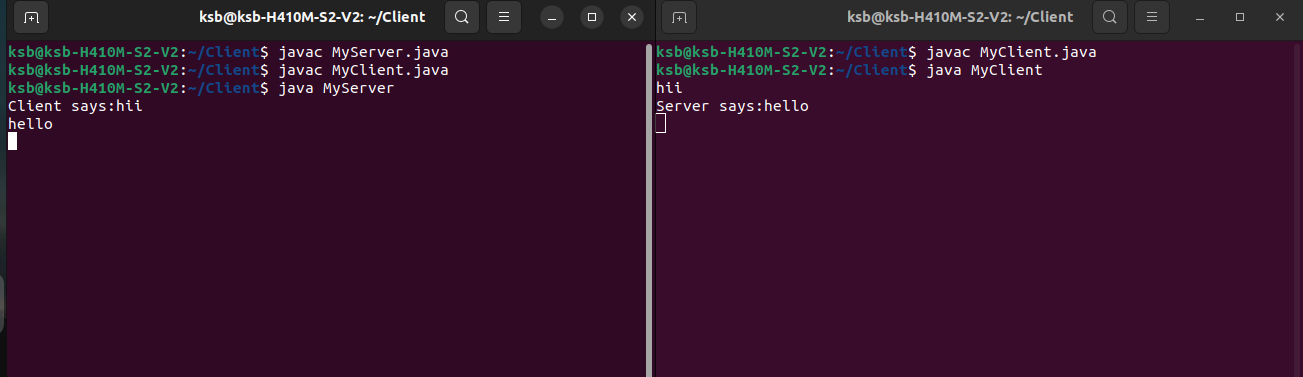 ksb@ksb-H410M-S2-V2: ~/Client
ksb@ksb-H410M-S2-V2:~/Client$ javac MyServer.java
ksb@ksb-H410M-S2-V2:~/Client$ javac MyClient.java
ksb@ksb-H410M-S2-V2:~/Client$ java MyServer
Client says:hii
hello
ksb@ksb-H410M-S2-V2: ~/Client
ksb@ksb-H410M-S2-V2:~/Client$ javac MyClient.java
ksb@ksb-H410M-S2-V2:~/Client$ java MyClient
hii
Server says:hello